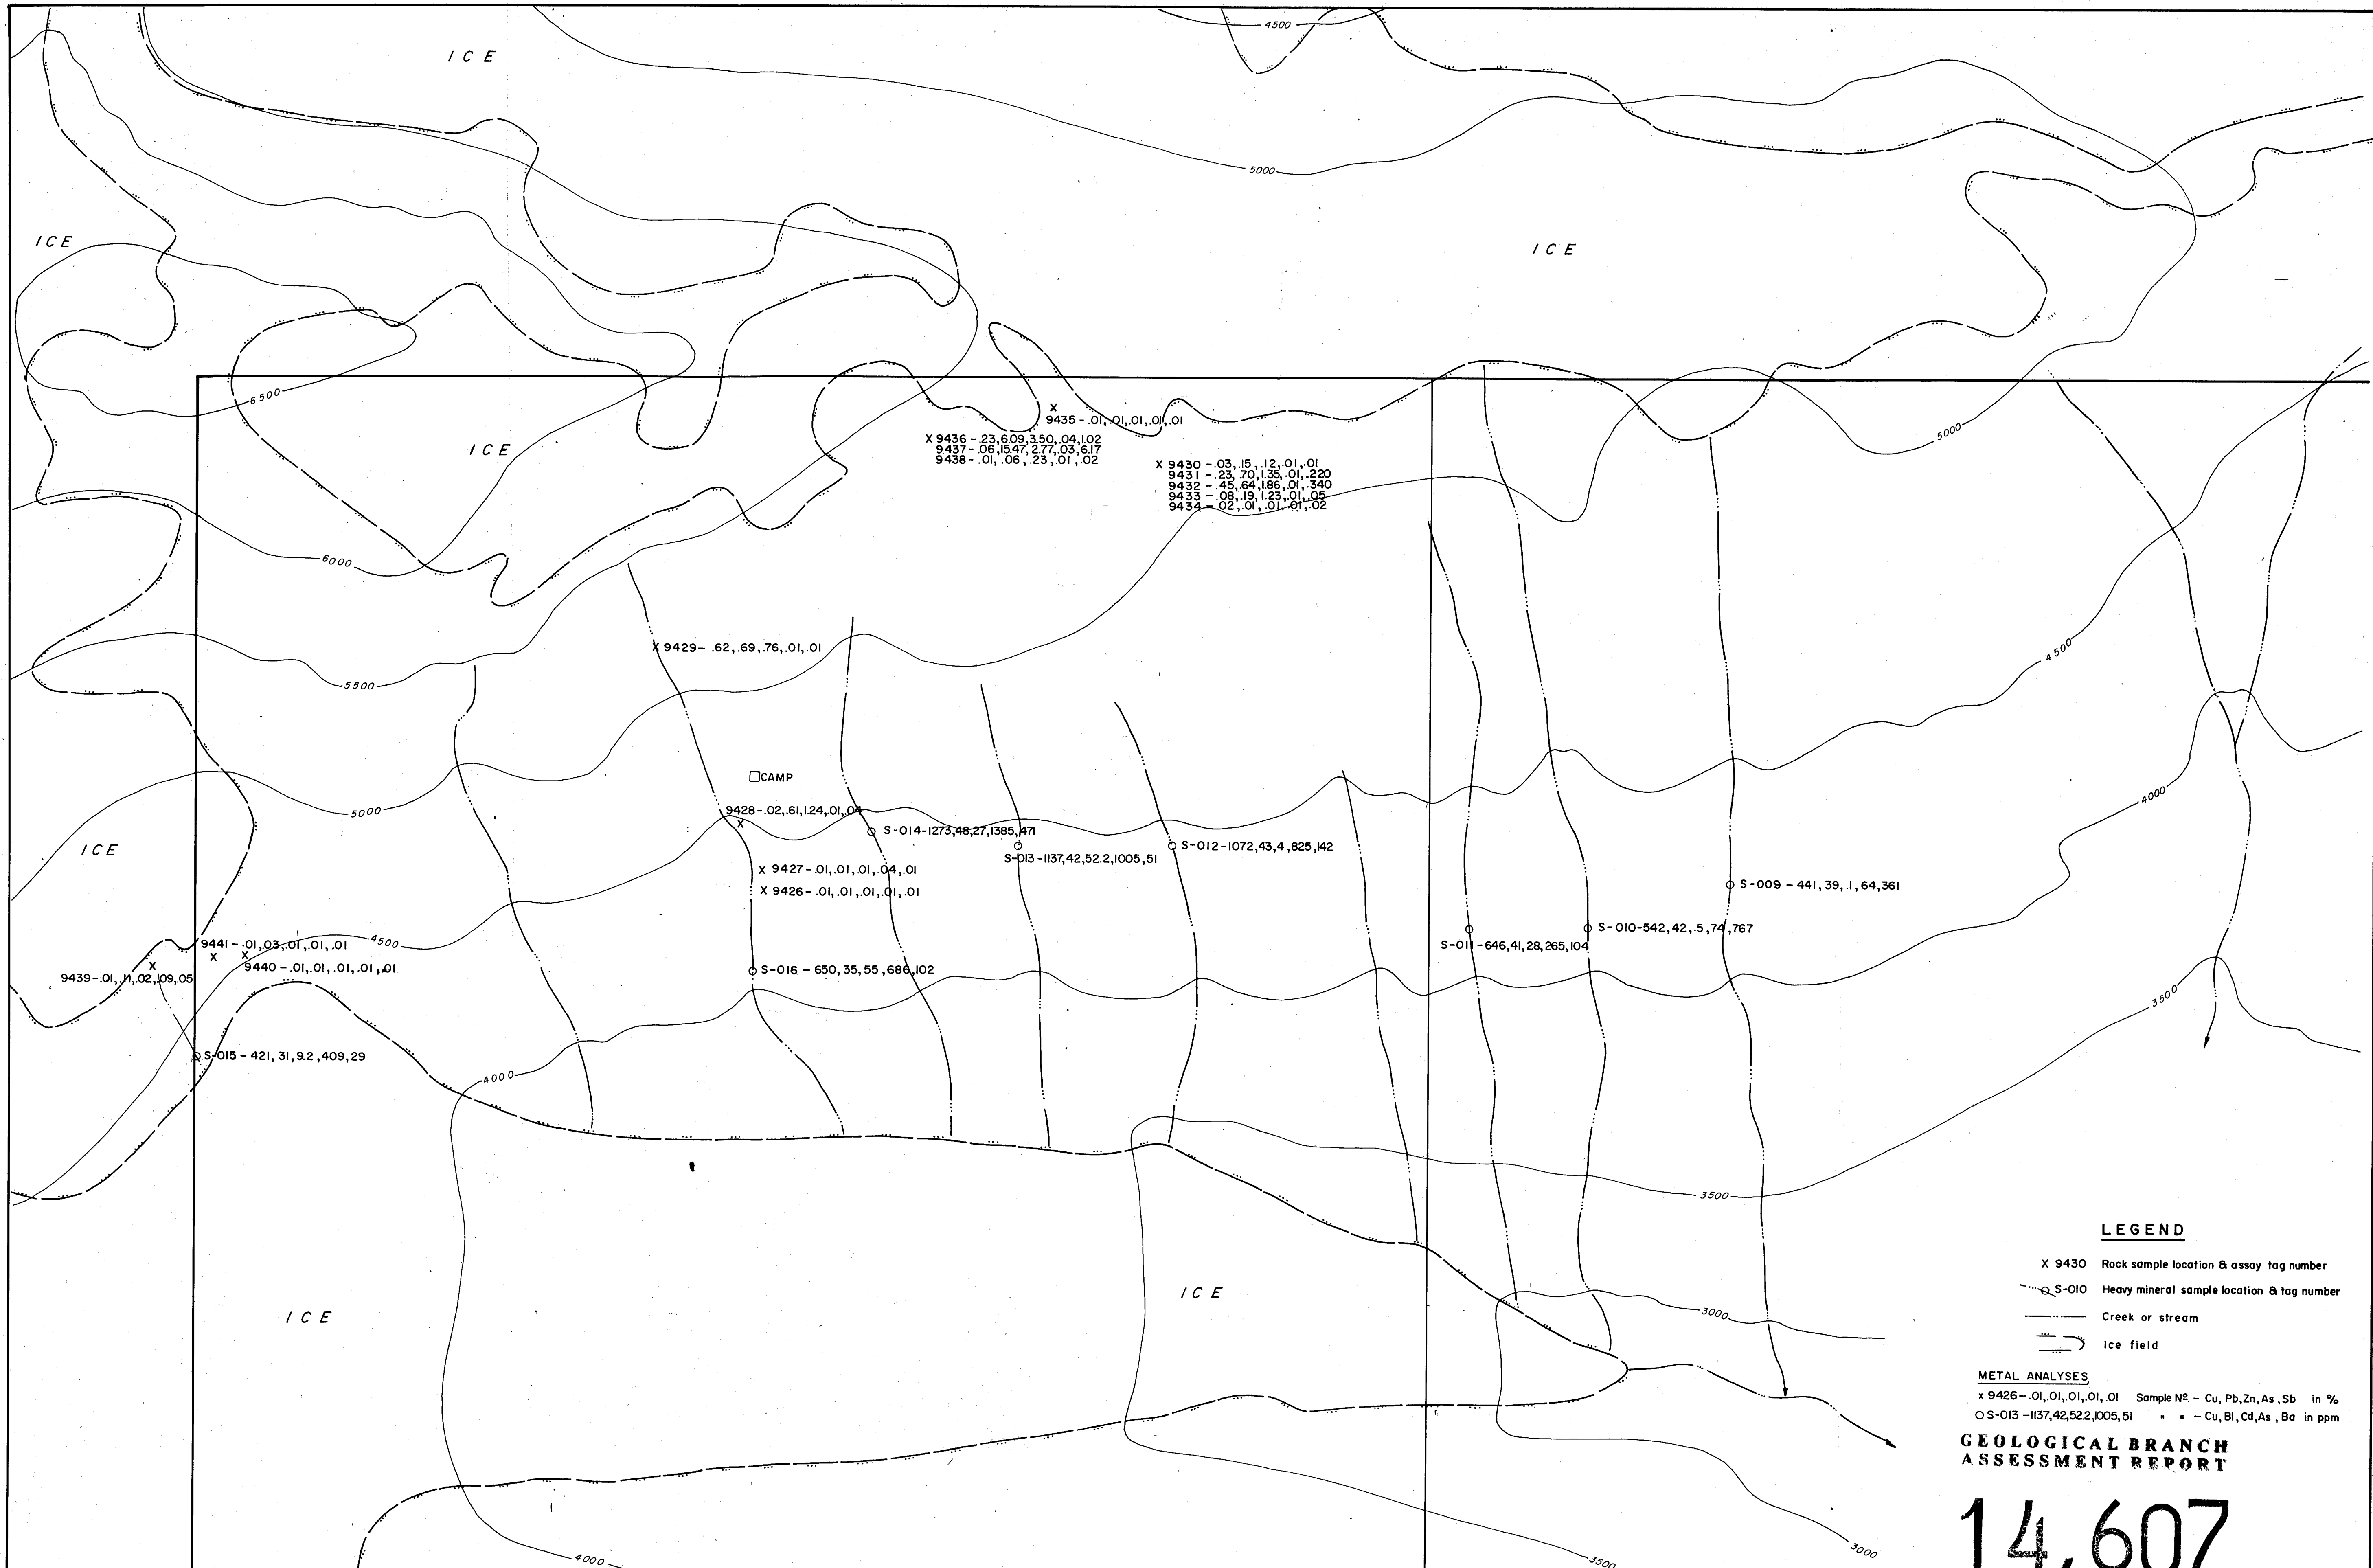 4500
ICE
5000
ICE
ICE
6500
9435 - .01,.01,.01,.01,.01
X 9436 - .23,6.09,3.50,.04,1.02
9437 - .06,15.47,2.77,.03,6.17
9438 - .01,.06,.23,.01,.02
5000
ICE
X 9430 - .03,.15,.12,.01,.01
9431 - .23,.70,1.35,.01,.220
9432 - .45,.64,1.86,.01,.340
9433 - .08,.19,1.23,.01,.05
9434 - .02,.01,.01,.01,.02
6000
X 9429 - .62,.69,.76,.01,.01
4500
5500
CAMP
4000
5000
9428 - .02,.61,1.24,.01,.04
S-014-1273,48,27,1385,471
S-013-1137,42,52.2,1005,51
S-012-1072,43,4,825,142
ICE
X 9427 - .01,.01,.01,.04,.01
X 9426 - .01,.01,.01,.01,.01
S-009 - 441,39,.1,64,361
S-010-542,42,.5,74,767
S-011-646,41,28,265,104
9441 - .01,.03,.01,.01,.01
4500
9440 - .01,.01,.01,.01,.01
S-016 - 650,35,55,686,102
9439-.01,.11,.02,.09,.05
3500
S-015 - 421,31,9.2,409,29
4000
3500
LEGEND
X 9430 Rock sample location & assay tag number
S-010 Heavy mineral sample location & tag number
ICE
3000
ICE
Creek or stream
Ice field
METAL ANALYSES
x 9426 - .01,.01,.01,.01,.01 Sample Nº. - Cu, Pb, Zn, As, Sb in %
O S-013 -1137,42,52.2,1005,51 " " - Cu, Bi, Cd, As, Ba in ppm
GEOLOGICAL BRANCH
ASSESSMENT REPORT
14,607
4000
3500
3000